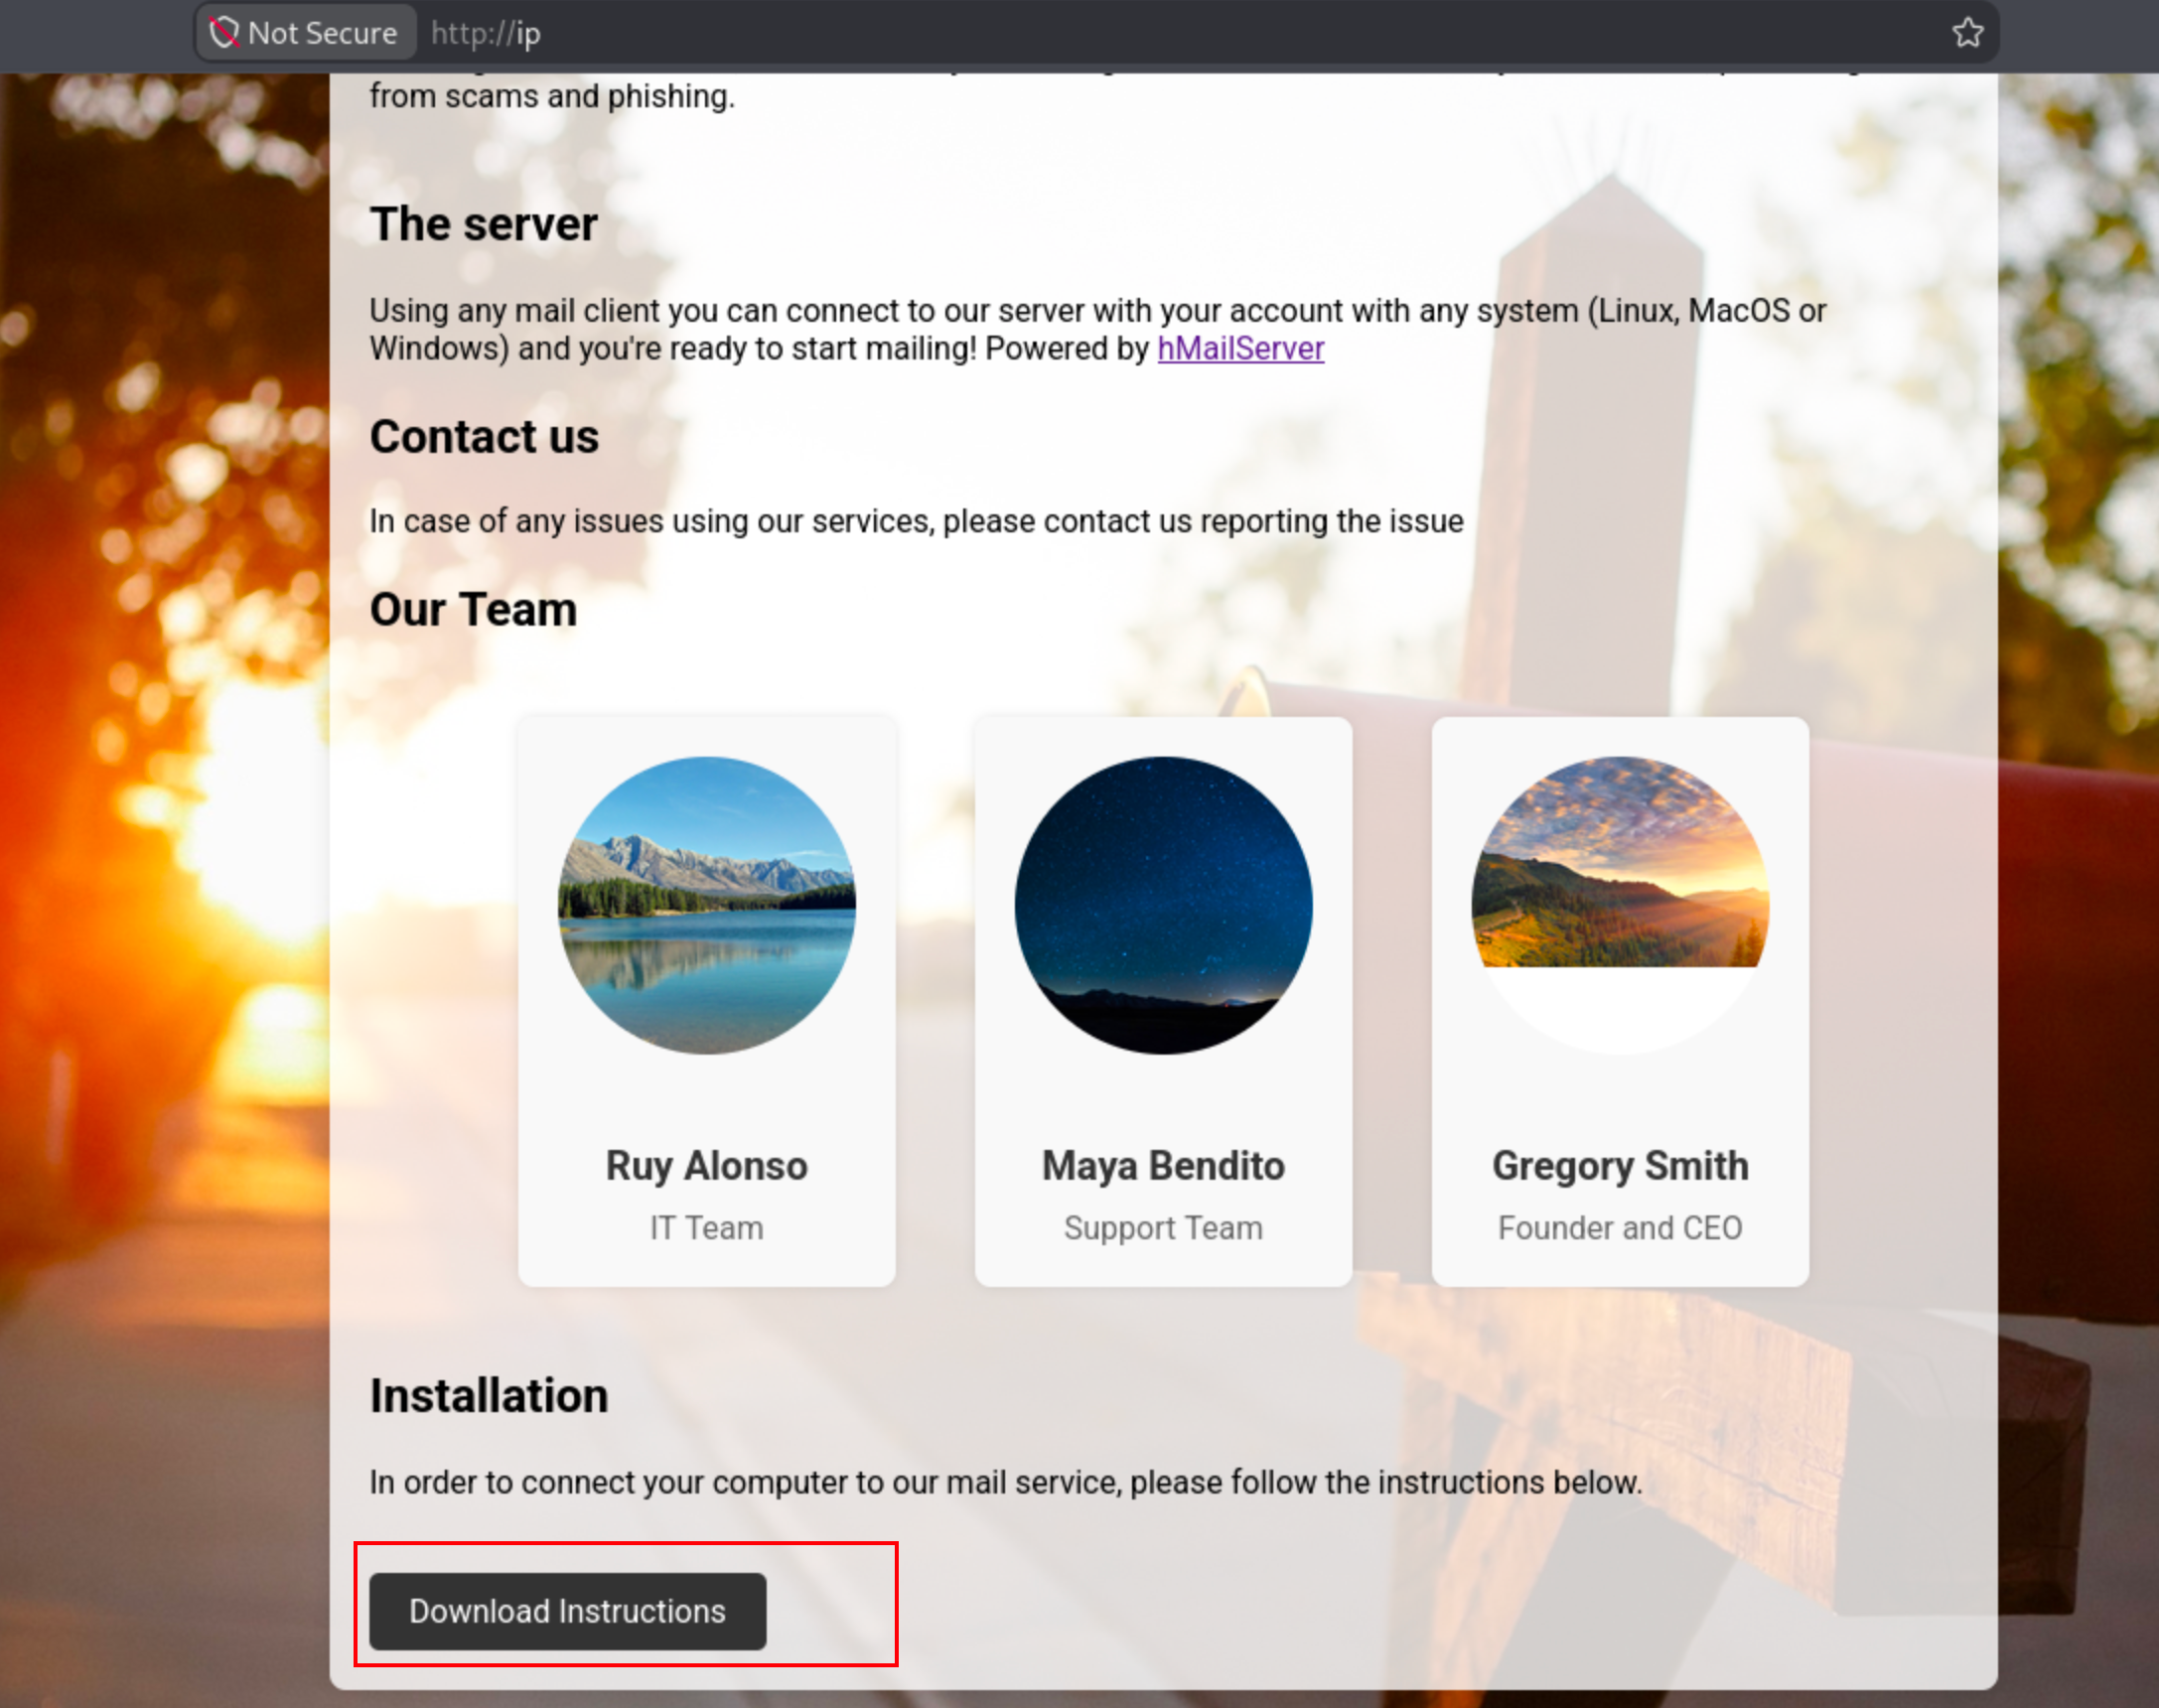 Not Secure http://ip
from scams and phishing.
The server
Using any mail client you can connect to our server with your account with any system (Linux, MacOS or
Windows) and you're ready to start mailing! Powered by hMailServer
Contact us
In case of any issues using our services, please contact us reporting the issue
Our Team
Ruy Alonso
IT Team
Maya Bendito
Support Team
Gregory Smith
Founder and CEO
Installation
In order to connect your computer to our mail service, please follow the instructions below.
Download Instructions